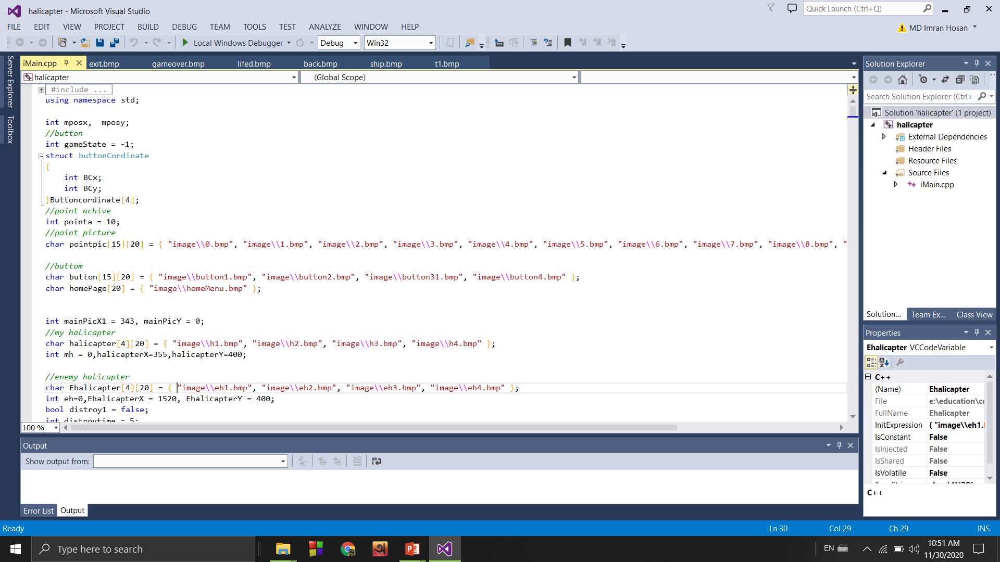 halicapter - Microsoft Visual Studio
Quick Launch (Ctrl+Q)
FILE EDIT VIEW PROJECT BUILD DEBUG TEAM TOOLS TEST ANALYZE WINDOW HELP
MD Imran Hosan
Local Windows Debugger Debug Win32
Server Explorer
Toolbox
iMain.cpp exit.bmp gameover.bmp lifed.bmp back.bmp ship.bmp t1.bmp
halicapter (Global Scope)
#include ...
using namespace std;
int mposx,  mposy;
//button
int gameState = -1;
struct buttonCordinate
{
    int BCx;
    int BCy;
}Buttoncordinate[4];
//point achive
int pointa = 10;
//point picture
char pointpic[15][20] = { "image\\0.bmp", "image\\1.bmp", "image\\2.bmp", "image\\3.bmp", "image\\4.bmp", "image\\5.bmp", "image\\6.bmp", "image\\7.bmp", "image\\8.bmp", "
//buttom
char button[15][20] = { "image\\button1.bmp", "image\\button2.bmp", "image\\button31.bmp", "image\\button4.bmp" };
char homePage[20] = { "image\\homeMenu.bmp" };
int mainPicX1 = 343, mainPicY = 0;
//my halicapter
char halicapter[4][20] = { "image\\h1.bmp", "image\\h2.bmp", "image\\h3.bmp", "image\\h4.bmp" };
int mh = 0,halicapterX=355,halicapterY=400;
//enemy halicapter
char Ehalicapter[4][20] = { "image\\eh1.bmp", "image\\eh2.bmp", "image\\eh3.bmp", "image\\eh4.bmp" };
int eh=0,EhalicapterX = 1520, EhalicapterY = 400;
bool distroy1 = false;
int distroytime = 5;
100 %
Output
Show output from:
Error List Output
Solution Explorer
Search Solution Explorer (Ctrl+
Solution 'halicapter' (1 project)
halicapter
External Dependencies
Header Files
Resource Files
Source Files
iMain.cpp
Solution... Team Ex... Class View
Properties
Ehalicapter VCCodeVariable
C++
(Name) Ehalicapter
File e:\education\co
FullName Ehalicapter
InitExpression { "image\\eh1.
IsConstant False
IsInjected False
IsShared False
IsVolatile False
C++
Ready Ln 30 Col 29 Ch 29 INS
Type here to search
EN
10:51 AM
11/30/2020